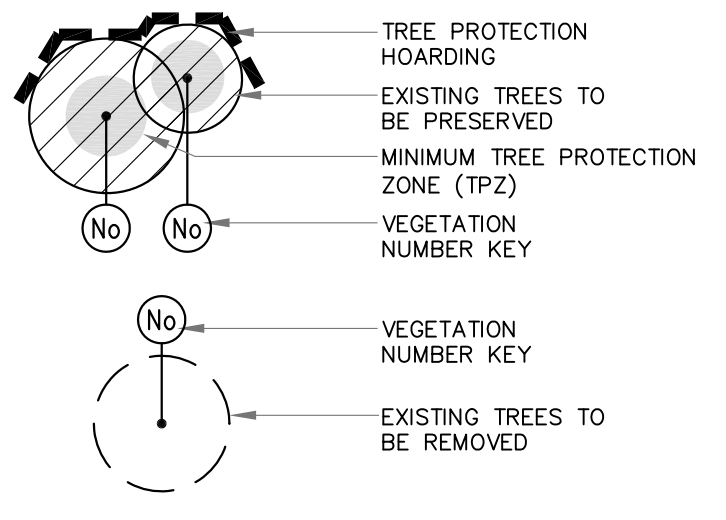 TREE PROTECTION
HOARDING
EXISTING TREES TO
BE PRESERVED
MINIMUM TREE PROTECTION
ZONE (TPZ)
No No
VEGETATION
NUMBER KEY
No
VEGETATION
NUMBER KEY
EXISTING TREES TO
BE REMOVED